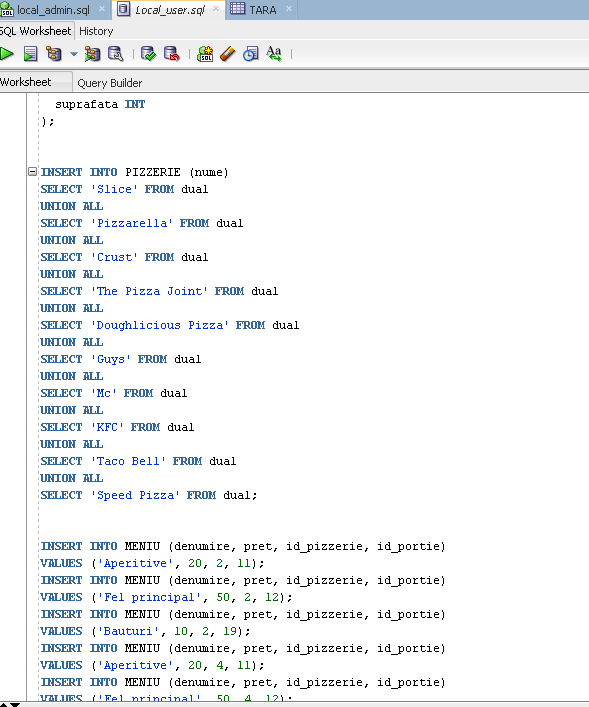 local_admin.sql
Local_user.sql
TARA
SQL Worksheet
History
Worksheet
Query Builder
suprafata INT
);
INSERT INTO PIZZERIE (nume)
SELECT 'Slice' FROM dual
UNION ALL
SELECT 'Pizzarella' FROM dual
UNION ALL
SELECT 'Crust' FROM dual
UNION ALL
SELECT 'The Pizza Joint' FROM dual
UNION ALL
SELECT 'Doughlicious Pizza' FROM dual
UNION ALL
SELECT 'Guys' FROM dual
UNION ALL
SELECT 'Mc' FROM dual
UNION ALL
SELECT 'KFC' FROM dual
UNION ALL
SELECT 'Taco Bell' FROM dual
UNION ALL
SELECT 'Speed Pizza' FROM dual;
INSERT INTO MENIU (denumire, pret, id_pizzerie, id_portie)
VALUES ('Aperitive', 20, 2, 11);
INSERT INTO MENIU (denumire, pret, id_pizzerie, id_portie)
VALUES ('Fel principal', 50, 2, 12);
INSERT INTO MENIU (denumire, pret, id_pizzerie, id_portie)
VALUES ('Bauturi', 10, 2, 19);
INSERT INTO MENIU (denumire, pret, id_pizzerie, id_portie)
VALUES ('Aperitive', 20, 4, 11);
INSERT INTO MENIU (denumire, pret, id_pizzerie, id_portie)
VALUES ('Fel principal', 50, 4, 12);